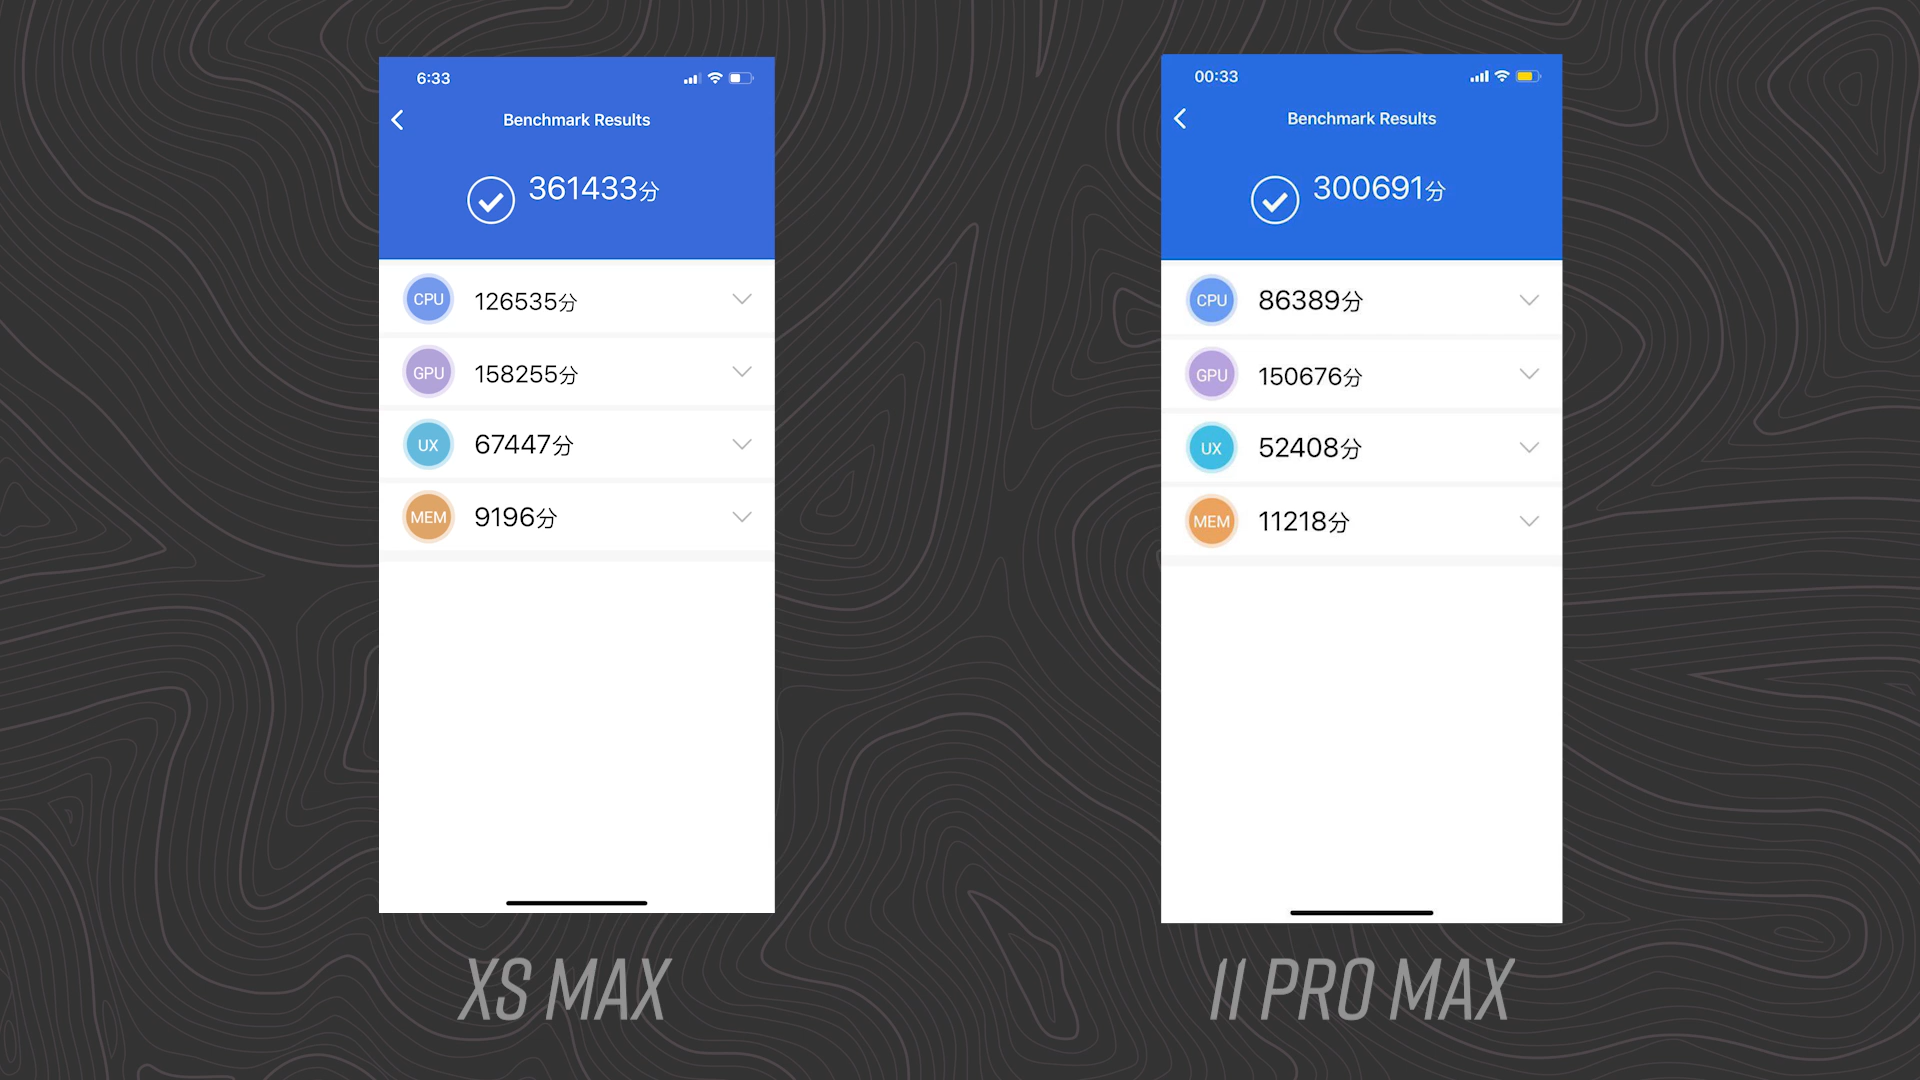 6:33
Benchmark Results
361433分
CPU 126535分
GPU 158255分
UX 67447分
MEM 9196分
XS MAX
00:33
Benchmark Results
300691分
CPU 86389分
GPU 150676分
UX 52408分
MEM 11218分
11 PRO MAX